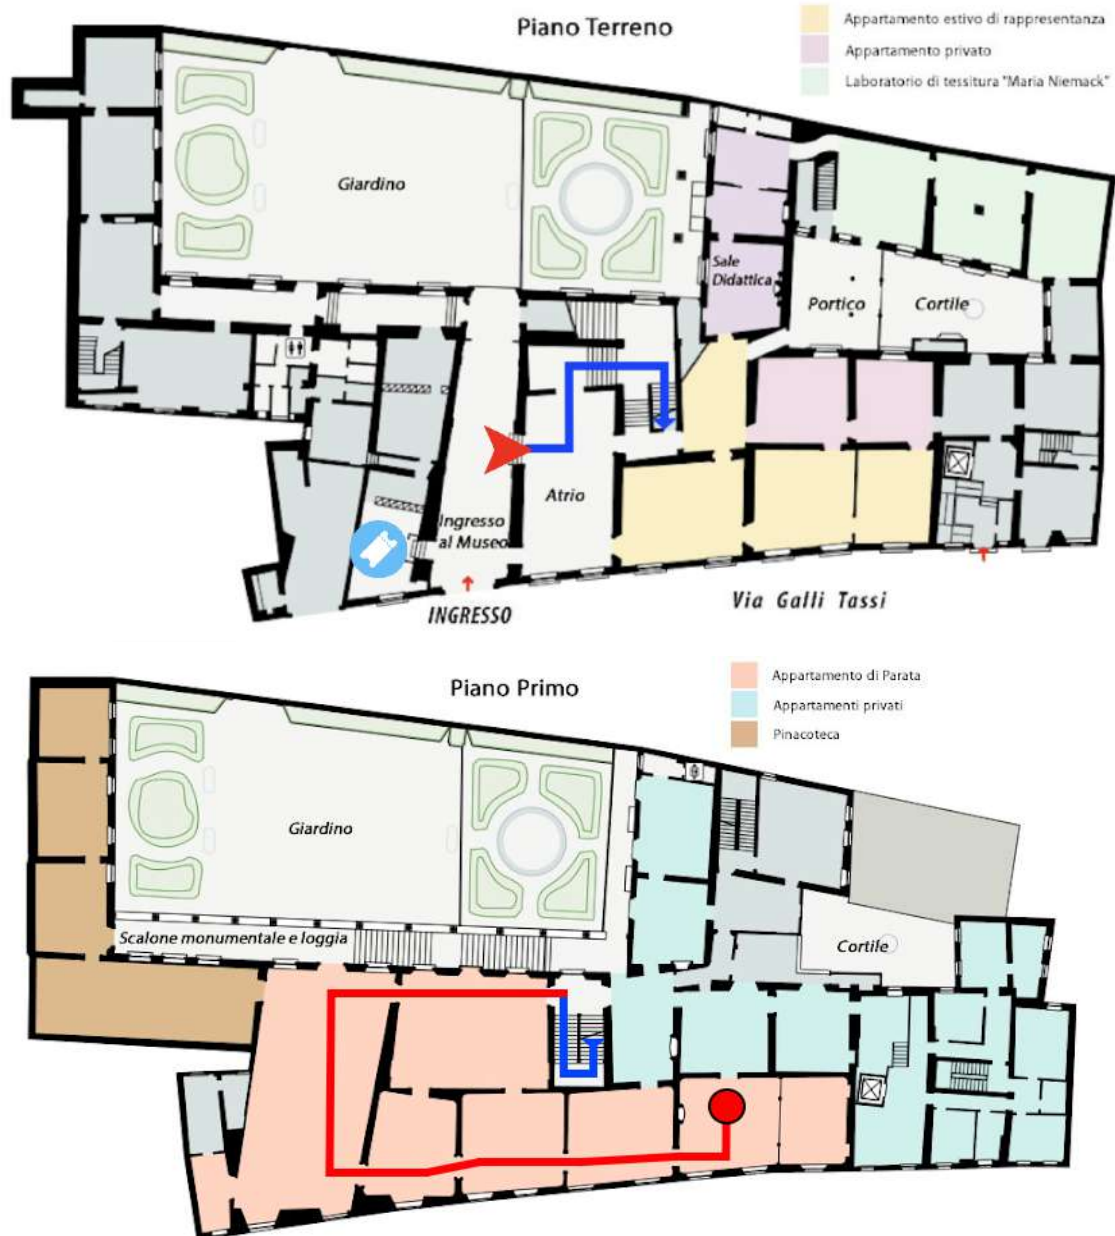 Piano Terreno
Appartamento estivo di rappresentanza
Appartamento privato
Laboratorio di tessitura "Maria Niemack"
Giardino
Sale
Didattica
Portico
Cortile
Atrio
Ingresso
al Museo
INGRESSO
Via Galli Tassi
Piano Primo
Appartamento di Parata
Appartamenti privati
Pinacoteca
Giardino
Scalone monumentale e loggia
Cortile